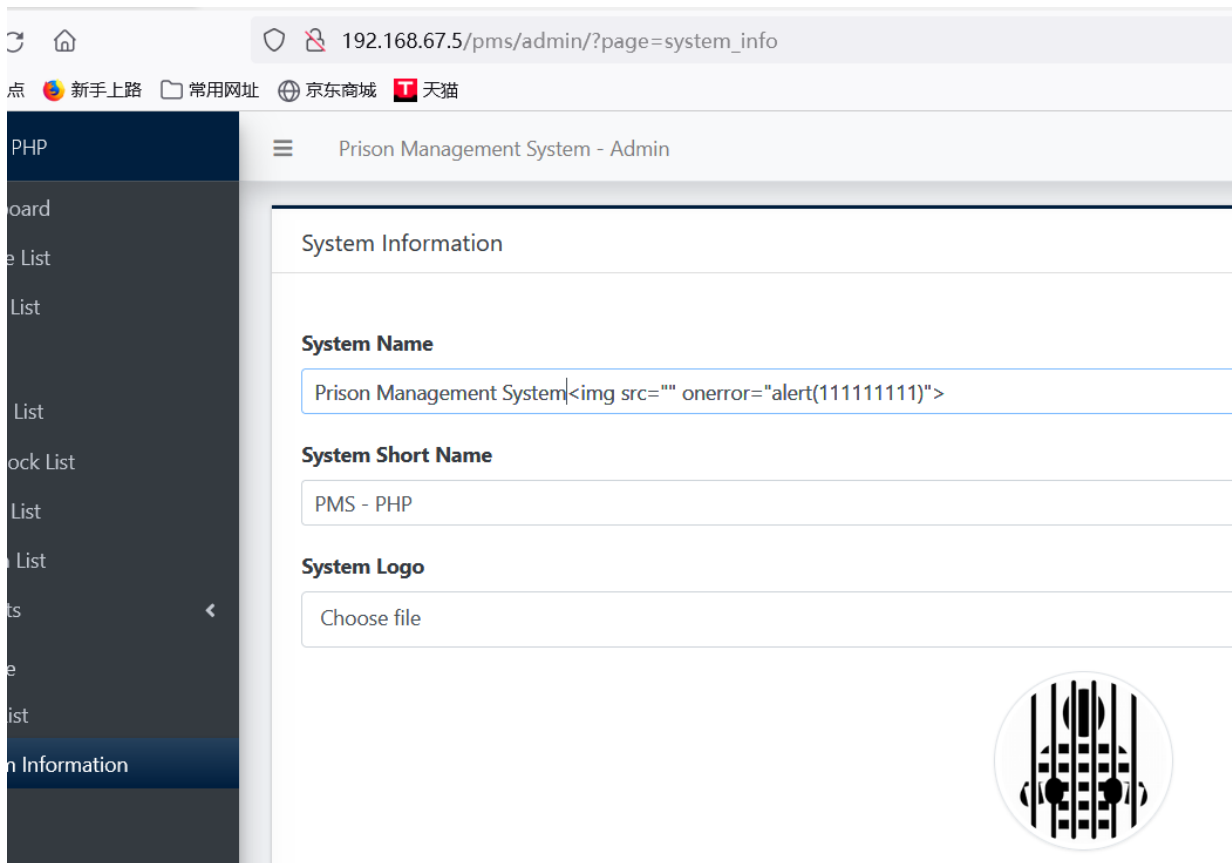 192.168.67.5/pms/admin/?page=system_info
点 新手上路 常用网址 京东商城 天猫
PHP
Prison Management System - Admin
oard
e List
List
List
ock List
List
List
ts
e
ist
Information
System Information
System Name
Prison Management System<img src="" onerror="alert(111111111)">
System Short Name
PMS - PHP
System Logo
Choose file